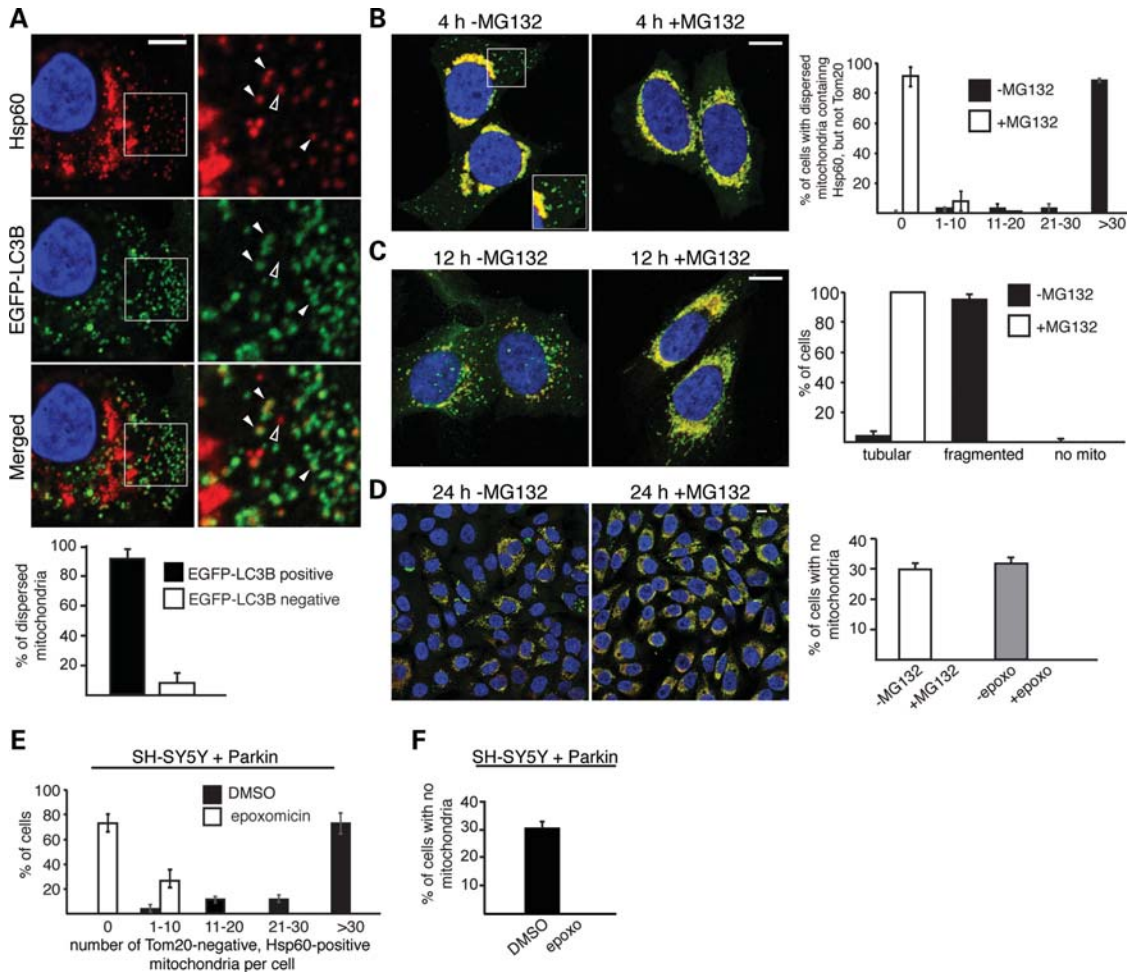 A
Hsp60
EGFP-LC3B
Merged
% of dispersed
mitochondria
100
80
60
40
20
EGFP-LC3B positive
EGFP-LC3B negative
B
4 h -MG132
4 h +MG132
% of cells with dispersed
mitochondria containing
Hsp60, but not Tom20
100
80
60
40
20
-MG132
+MG132
0
1-10
11-20
21-30
>30
C
12 h -MG132
12 h +MG132
% of cells
100
80
60
40
20
-MG132
+MG132
tubular
fragmented
no mito
D
24 h -MG132
24 h +MG132
% of cells with no
mitochondria
40
30
20
10
-MG132
+MG132
-epoxo
+epoxo
E
SH-SY5Y + Parkin
% of cells
100
80
60
40
20
DMSO
epoxomicin
0
1-10
11-20
21-30
>30
number of Tom20-negative, Hsp60-positive
mitochondria per cell
F
SH-SY5Y + Parkin
% of cells with no
mitochondria
40
30
20
10
DMSO
epoxo